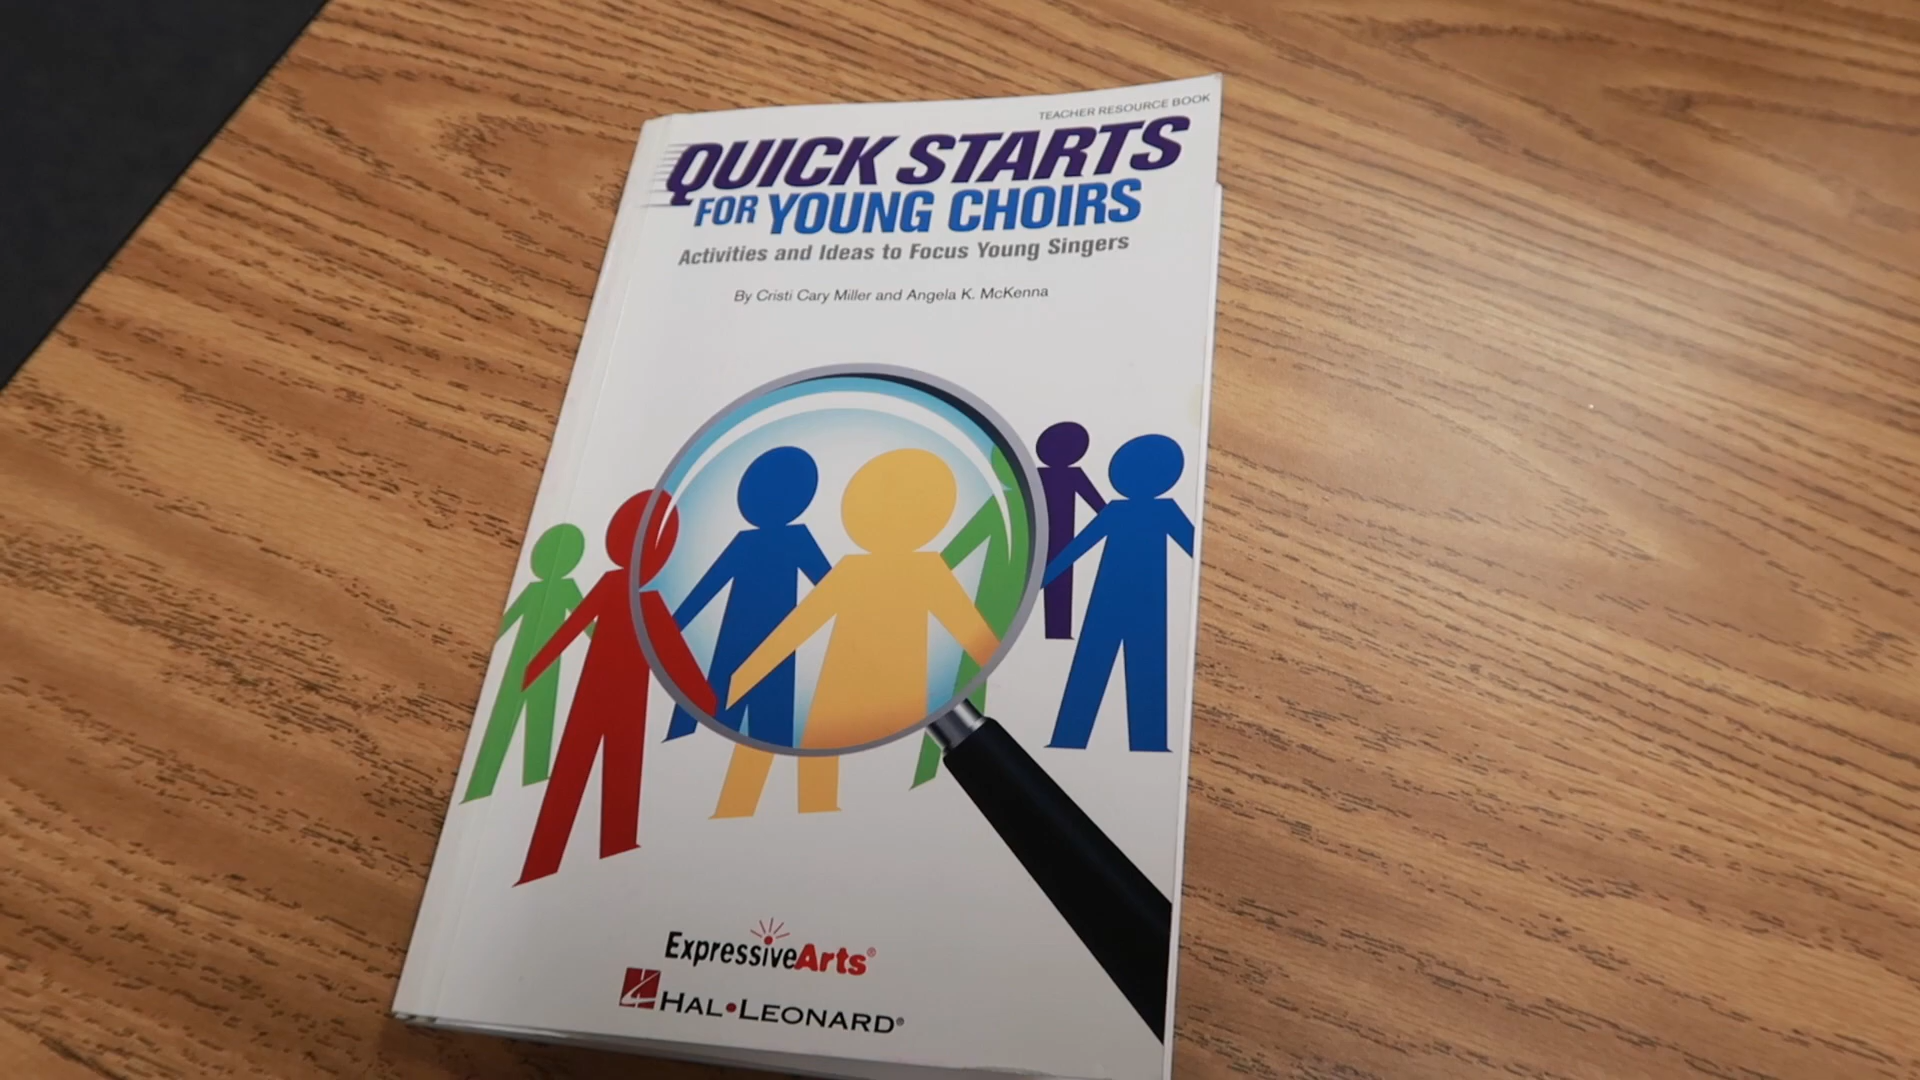 TEACHER RESOURCE BOOK
QUICK STARTS
FOR YOUNG CHOIRS
Activities and Ideas to Focus Young Singers
By Cristi Cary Miller and Angela K. McKenna
ExpressiveArts®
HAL•LEONARD®